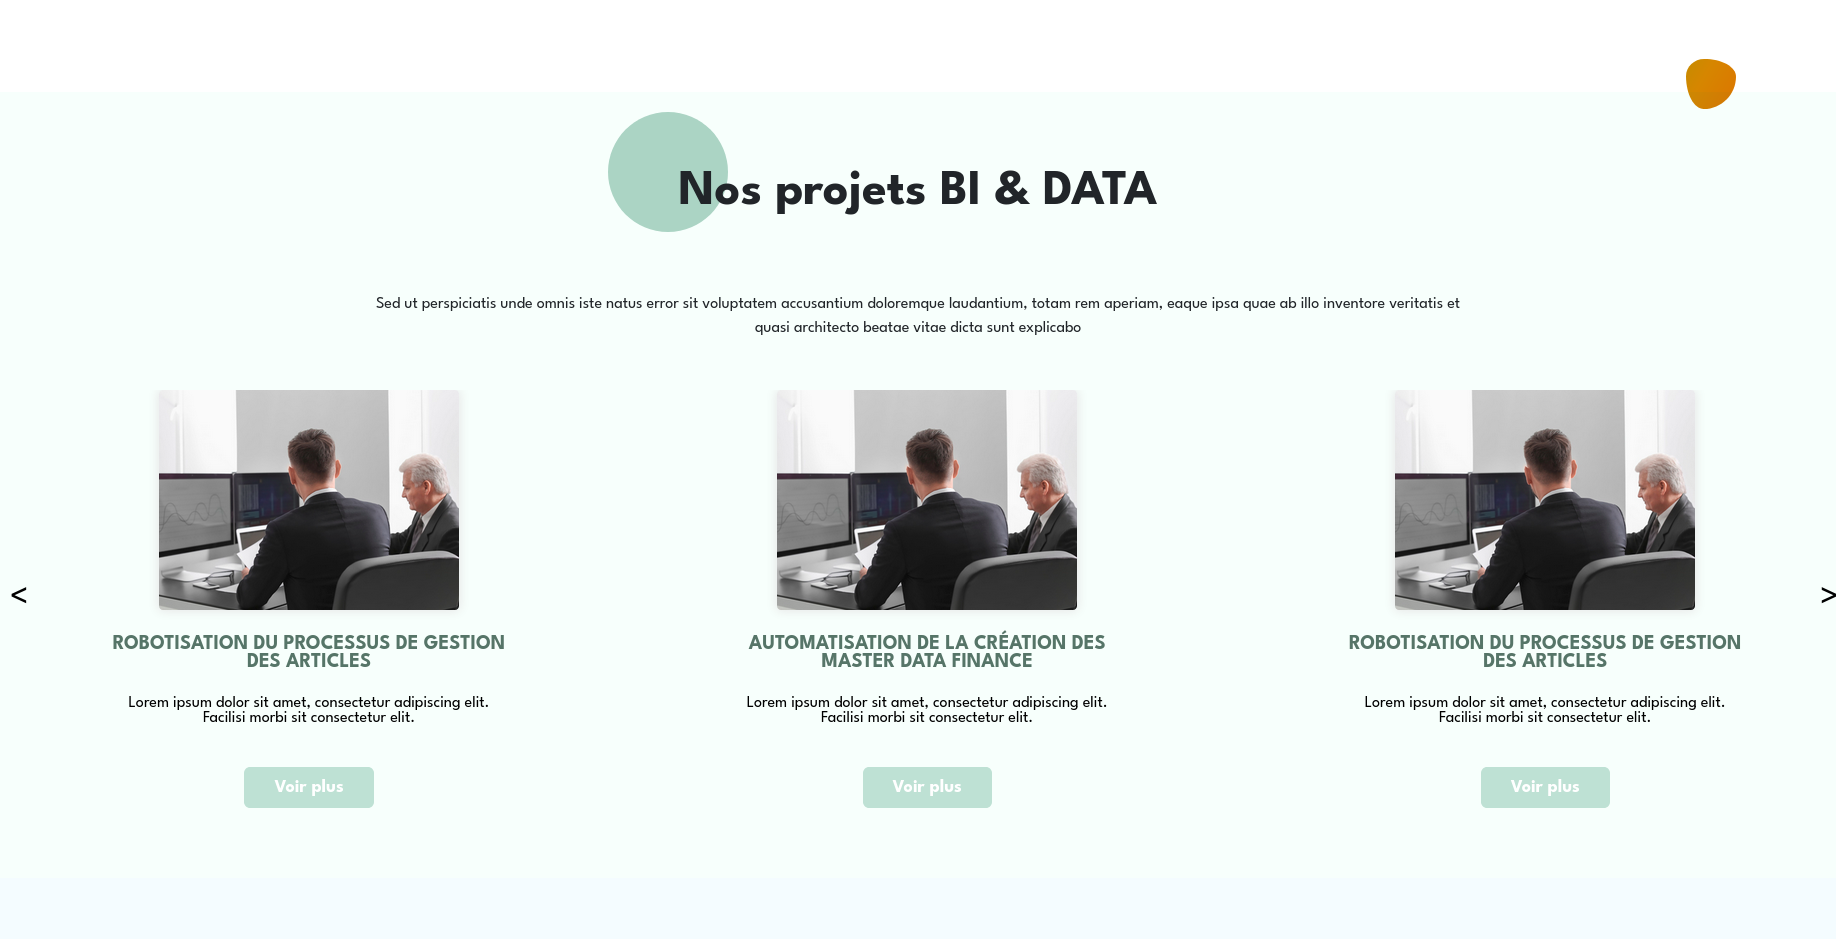 Nos projets BI & DATA
Sed ut perspiciatis unde omnis iste natus error sit voluptatem accusantium doloremque laudantium, totam rem aperiam, eaque ipsa quae ab illo inventore veritatis et
quasi architecto beatae vitae dicta sunt explicabo
<
>
ROBOTISATION DU PROCESSUS DE GESTION
DES ARTICLES
Lorem ipsum dolor sit amet, consectetur adipiscing elit.
Facilisi morbi sit consectetur elit.
Voir plus
AUTOMATISATION DE LA CRÉATION DES
MASTER DATA FINANCE
Lorem ipsum dolor sit amet, consectetur adipiscing elit.
Facilisi morbi sit consectetur elit.
Voir plus
ROBOTISATION DU PROCESSUS DE GESTION
DES ARTICLES
Lorem ipsum dolor sit amet, consectetur adipiscing elit.
Facilisi morbi sit consectetur elit.
Voir plus